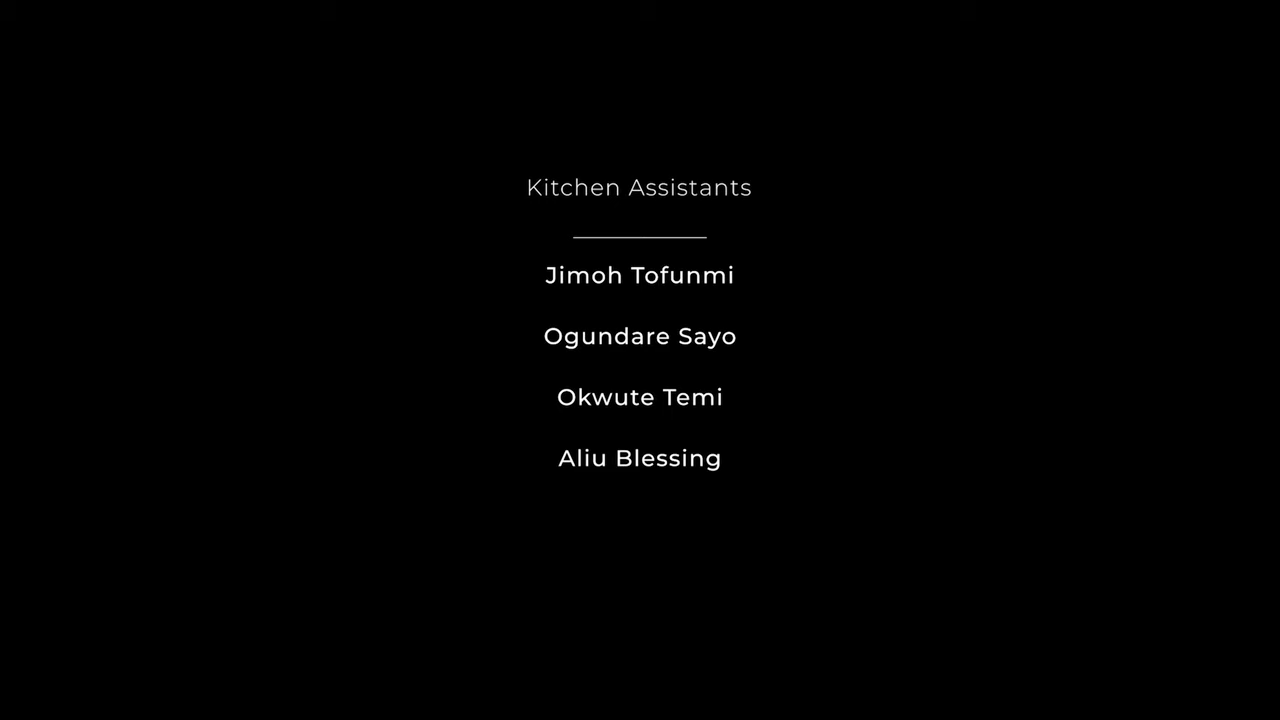 Kitchen Assistants
Jimoh Tofunmi
Ogundare Sayo
Okwute Temi
Aliu Blessing